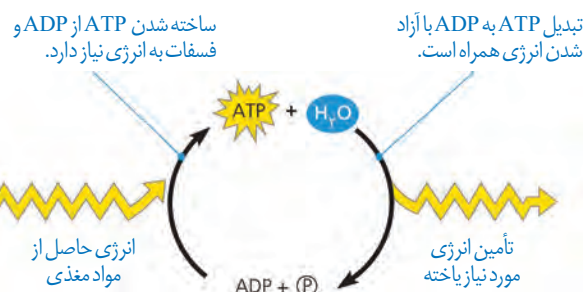 ساخته شدن ATP از ADP و
فسفات به انرژی نیاز دارد.
تبدیل ATP به ADP با آزاد
شدن انرژی همراه است.
ATP + H۲O
انرژی حاصل از
مواد مغذی
تأمین انرژی
مورد نیاز یاخته
ADP + P